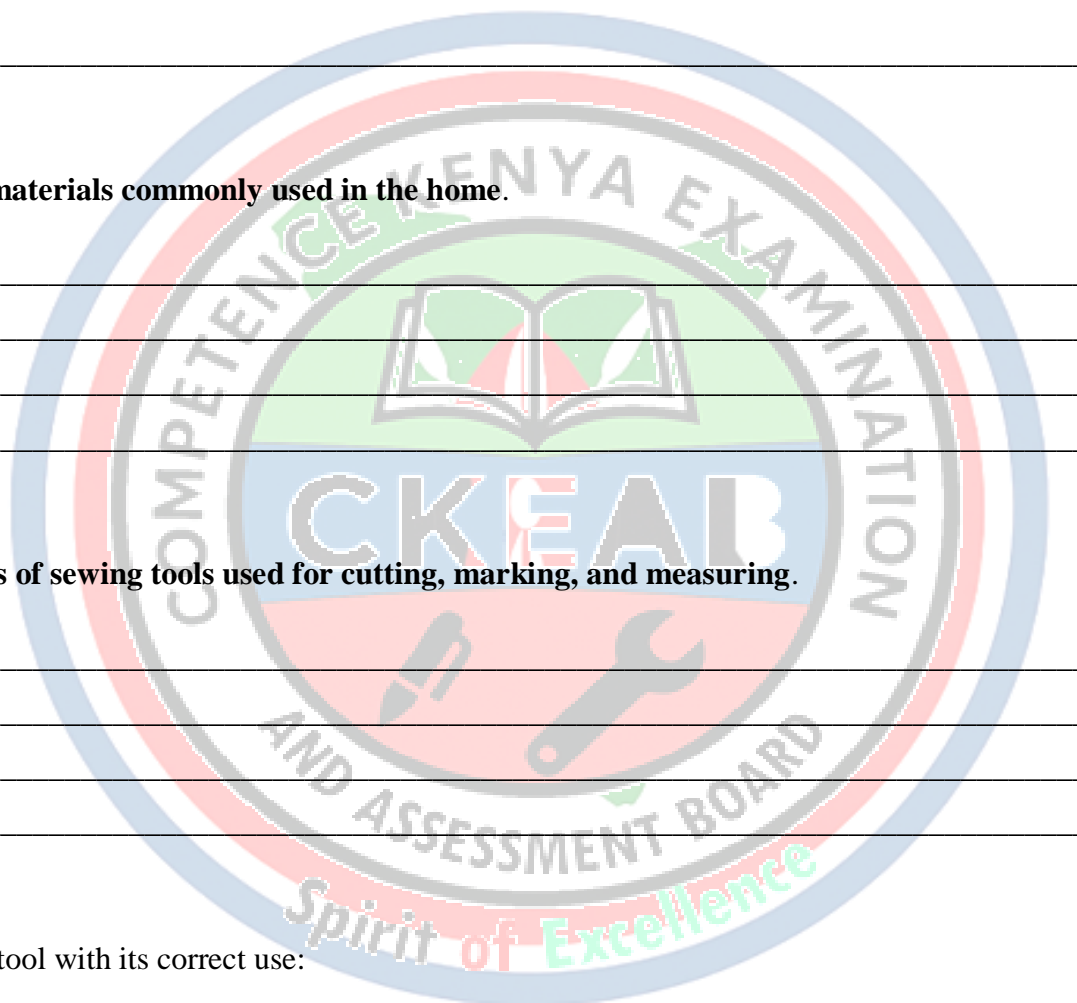 materials commonly used in the home.
s of sewing tools used for cutting, marking, and measuring.
tool with its correct use:
COMPETENCE KENYA EXAMINATION
AND ASSESSMENT BOARD
CKEAB
Spirit of Excellence